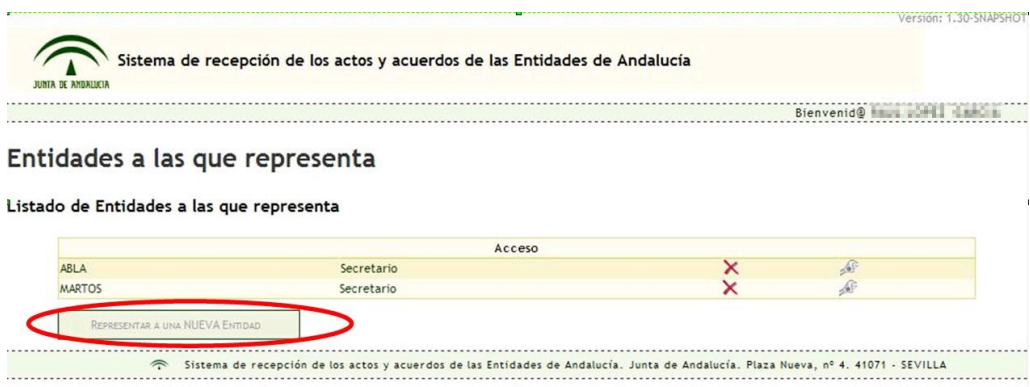 Versión: 1.30-SNAPSHOT
JUNTA DE ANDALUCIA
Sistema de recepción de los actos y acuerdos de las Entidades de Andalucía
Bienvenid@
Entidades a las que representa
Listado de Entidades a las que representa
Acceso
ABLA Secretario
MARTOS Secretario
REPRESENTAR A UNA NUEVA ENTIDAD
Sistema de recepción de los actos y acuerdos de las Entidades de Andalucía. Junta de Andalucía. Plaza Nueva, nº 4. 41071 - SEVILLA